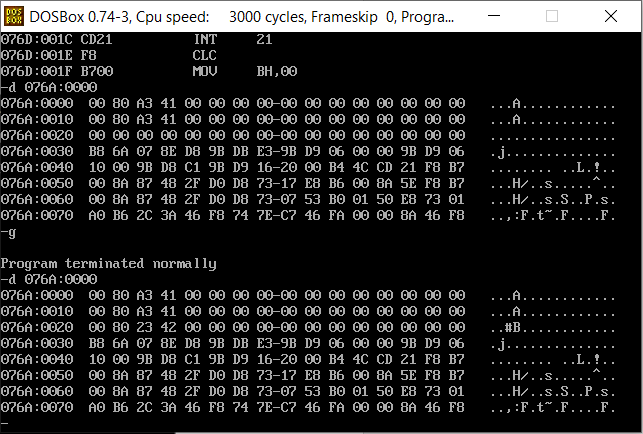 DOSBox 0.74-3, Cpu speed: 3000 cycles, Frameskip 0, Progra...
076D:001C CD21 INT 21
076D:001E F8 CLC
076D:001F B700 MOV BH,00
-d 076A:0000
076A:0000 00 80 A3 41 00 00 00 00-00 00 00 00 00 00 00 00 ...A............
076A:0010 00 80 A3 41 00 00 00 00-00 00 00 00 00 00 00 00 ...A............
076A:0020 00 00 00 00 00 00 00 00-00 00 00 00 00 00 00 00 ................
076A:0030 B8 6A 07 8E D8 9B DB E3-9B D9 06 00 00 9B D9 06 .j..............
076A:0040 10 00 9B D8 C1 9B D9 16-20 00 B4 4C CD 21 F8 B7 ........ ..L.!..
076A:0050 00 8A 87 48 2F D0 D8 73-17 E8 B6 00 8A 5E F8 B7 ...H/..s.....^..
076A:0060 00 8A 87 48 2F D0 D8 73-07 53 B0 01 50 E8 73 01 ...H/..s.S..P.s.
076A:0070 A0 B6 2C 3A 46 F8 74 7E-C7 46 FA 00 00 8A 46 F8 ..,:F.t~.F....F.
-g
Program terminated normally
-d 076A:0000
076A:0000 00 80 A3 41 00 00 00 00-00 00 00 00 00 00 00 00 ...A............
076A:0010 00 80 A3 41 00 00 00 00-00 00 00 00 00 00 00 00 ...A............
076A:0020 00 80 23 42 00 00 00 00-00 00 00 00 00 00 00 00 ..#B............
076A:0030 B8 6A 07 8E D8 9B DB E3-9B D9 06 00 00 9B D9 06 .j..............
076A:0040 10 00 9B D8 C1 9B D9 16-20 00 B4 4C CD 21 F8 B7 ........ ..L.!..
076A:0050 00 8A 87 48 2F D0 D8 73-17 E8 B6 00 8A 5E F8 B7 ...H/..s.....^..
076A:0060 00 8A 87 48 2F D0 D8 73-07 53 B0 01 50 E8 73 01 ...H/..s.S..P.s.
076A:0070 A0 B6 2C 3A 46 F8 74 7E-C7 46 FA 00 00 8A 46 F8 ..,:F.t~.F....F.
-